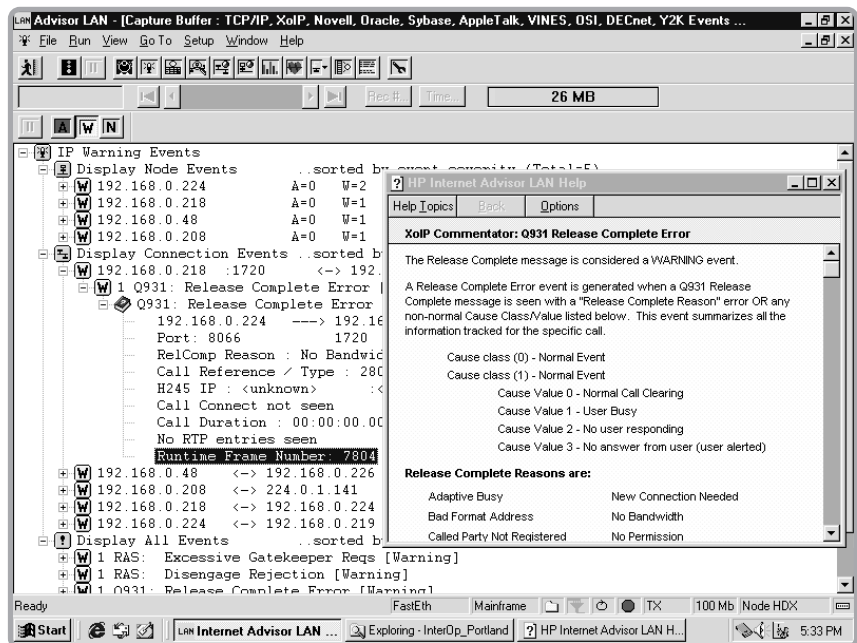 LAN Advisor LAN - [Capture Buffer : TCP/IP, XoIP, Novell, Oracle, Sybase, AppleTalk, VINES, OSI, DECnet, Y2K Events ...
File Run View Go To Setup Window Help
Rec #... Time... 26 MB
A W N
IP Warning Events
Display Node Events ..sorted by event severity (Total=5)
W 192.168.0.224 A=0 W=2
W 192.168.0.218 A=0 W=1
W 192.168.0.48 A=0 W=1
W 192.168.0.208 A=0 W=1
Display Connection Events ..sorted b
W 192.168.0.218 :1720 <-> 192.
W 1 Q931: Release Complete Error [
Q931: Release Complete Error
192.168.0.224 ---> 192.16
Port: 8066 1720
RelComp Reason : No Bandwid
Call Reference / Type : 280
H245 IP : <unknown> :<
Call Connect not seen
Call Duration : 00:00:00.00
No RTP entries seen
Runtime Frame Number: 7804
W 192.168.0.48 <-> 192.168.0.226
W 192.168.0.208 <-> 224.0.1.141
W 192.168.0.218 <-> 192.168.0.224
W 192.168.0.224 <-> 192.168.0.219
Display All Events ..sorted b
W 1 RAS: Excessive Gatekeeper Reqs [Warning]
W 1 RAS: Disengage Rejection [Warning]
W 1 Q931: Release Complete Error [Warning]
HP Internet Advisor LAN Help
Help Topics Back Options
XoIP Commentator: Q931 Release Complete Error
The Release Complete message is considered a WARNING event.
A Release Complete Error event is generated when a Q931 Release
Complete message is seen with a "Release Complete Reason" error OR any
non-normal Cause Class/Value listed below. This event summarizes all the
information tracked for the specific call.
Cause class (0) - Normal Event
Cause class (1) - Normal Event
Cause Value 0 - Normal Call Clearing
Cause Value 1 - User Busy
Cause Value 2 - No user responding
Cause Value 3 - No answer from user (user alerted)
Release Complete Reasons are:
Adaptive Busy New Connection Needed
Bad Format Address No Bandwidth
Called Party Not Registered No Permission
Ready FastEth Mainframe TX 100 Mb Node HDX
Start LAN Internet Advisor LAN ... Exploring - InterOp_Portland HP Internet Advisor LAN H... 5:33 PM